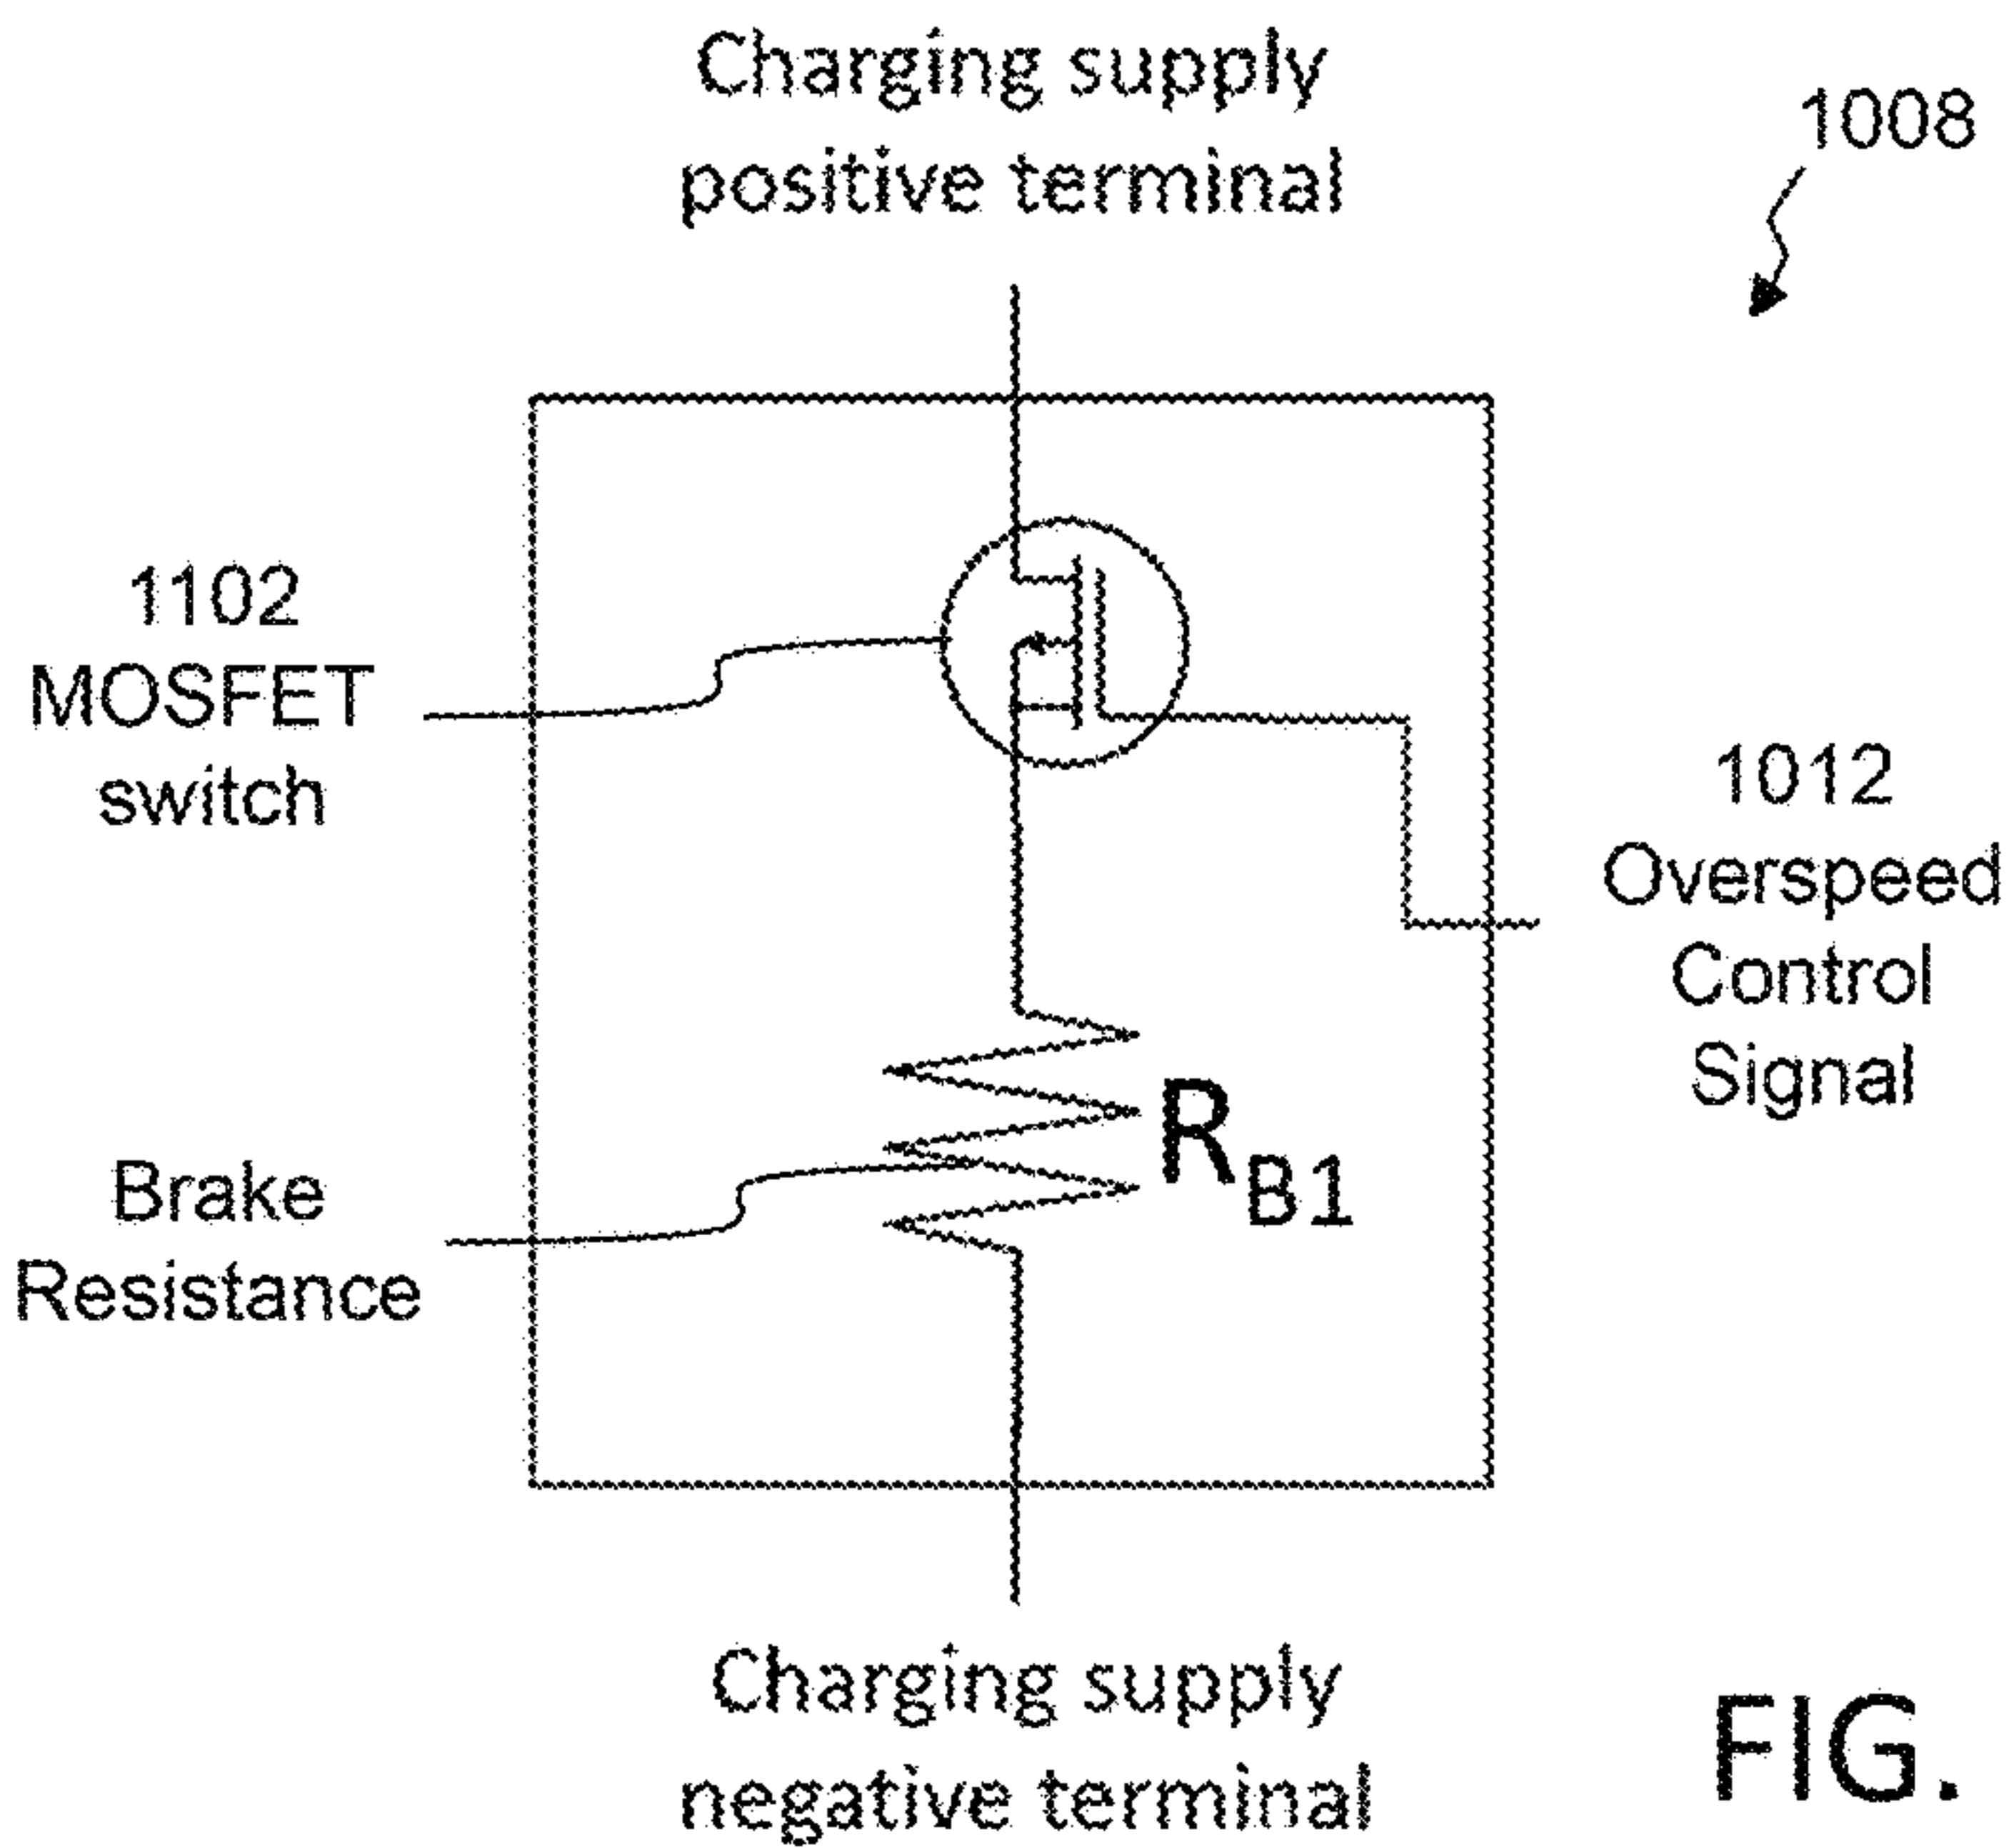 Charging supply
positive terminal
1008
1102
MOSFET
switch
1012
Overspeed
Control
Signal
R_B1
Brake
Resistance
Charging supply
negative terminal
FIG.